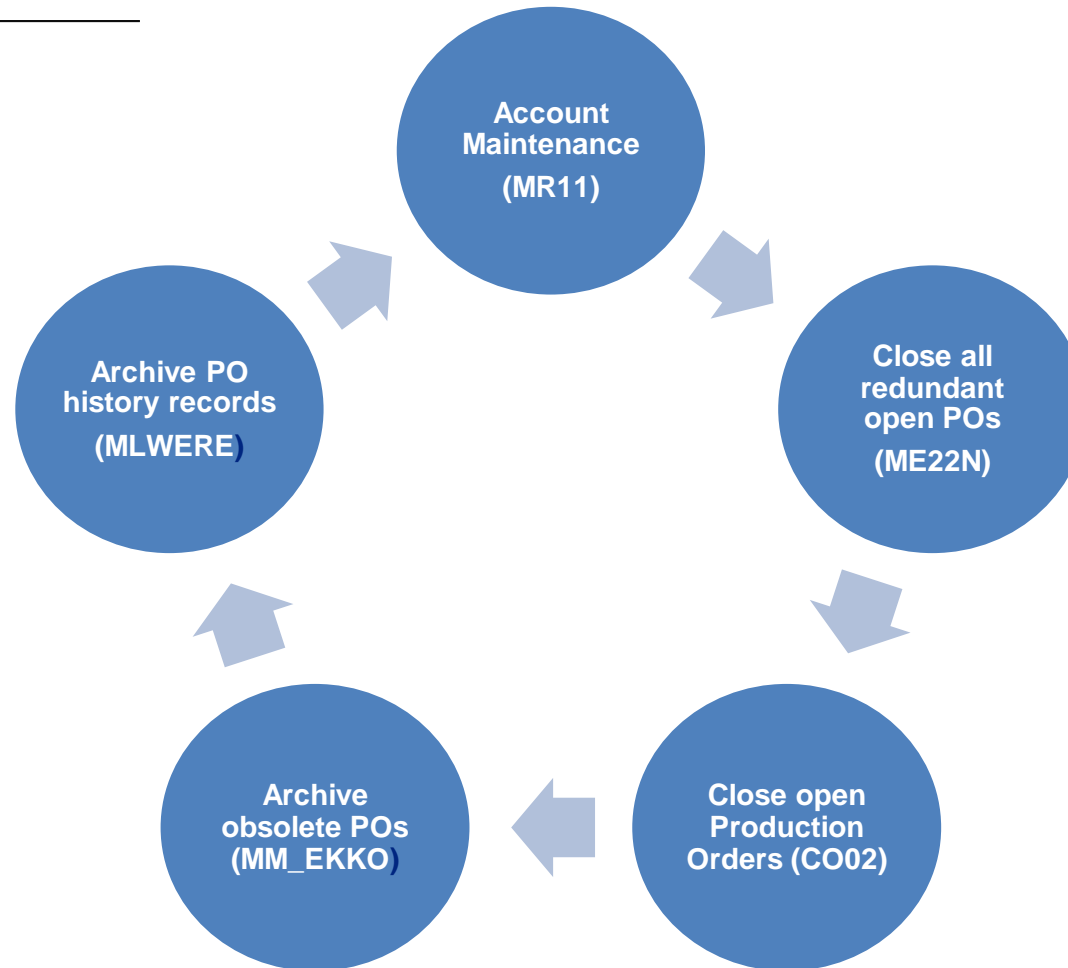 Account
Maintenance
(MR11)
Close all
redundant
open POs
(ME22N)
Close open
Production
Orders (CO02)
Archive
obsolete POs
(MM_EKKO)
Archive PO
history records
(MLWERE)